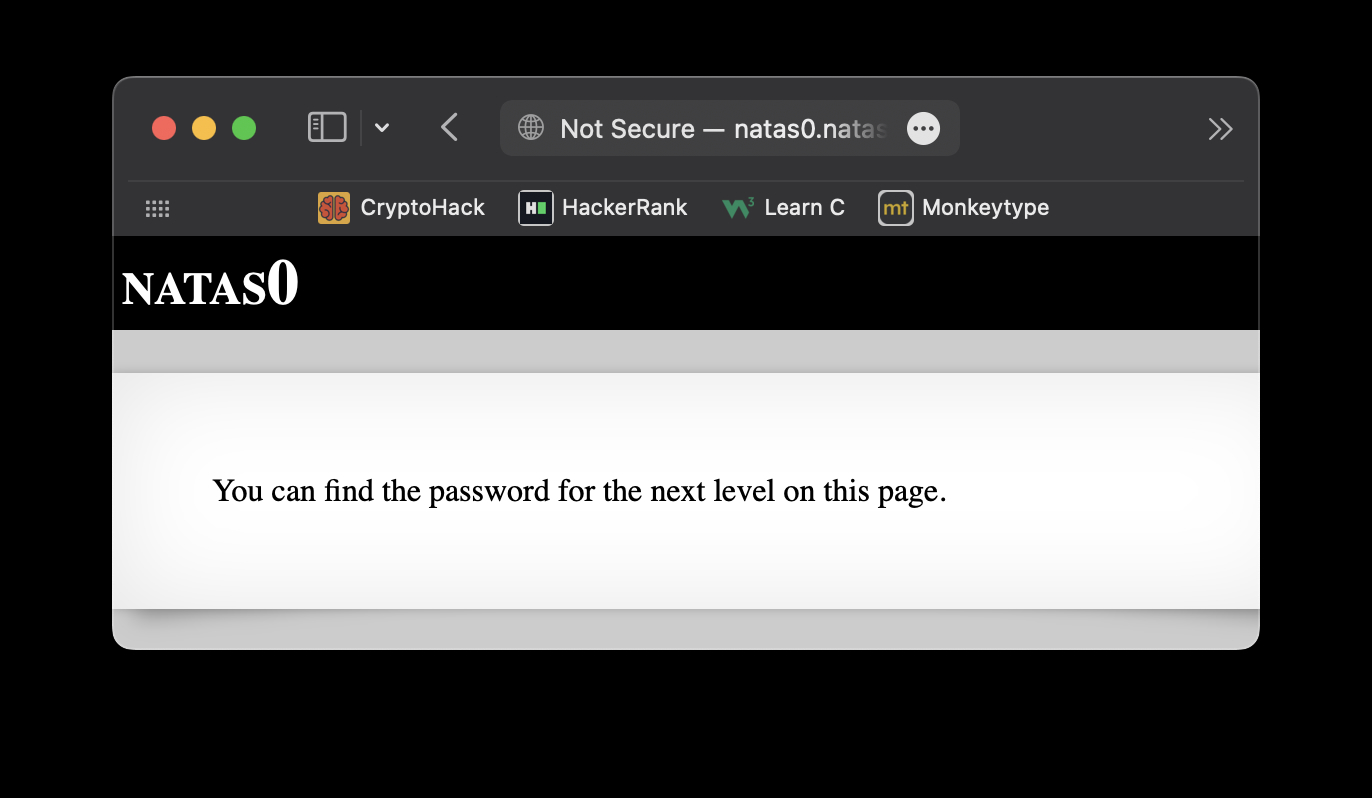 Not Secure — natas0.natas
CryptoHack HackerRank Learn C Monkeytype
NATAS0
You can find the password for the next level on this page.